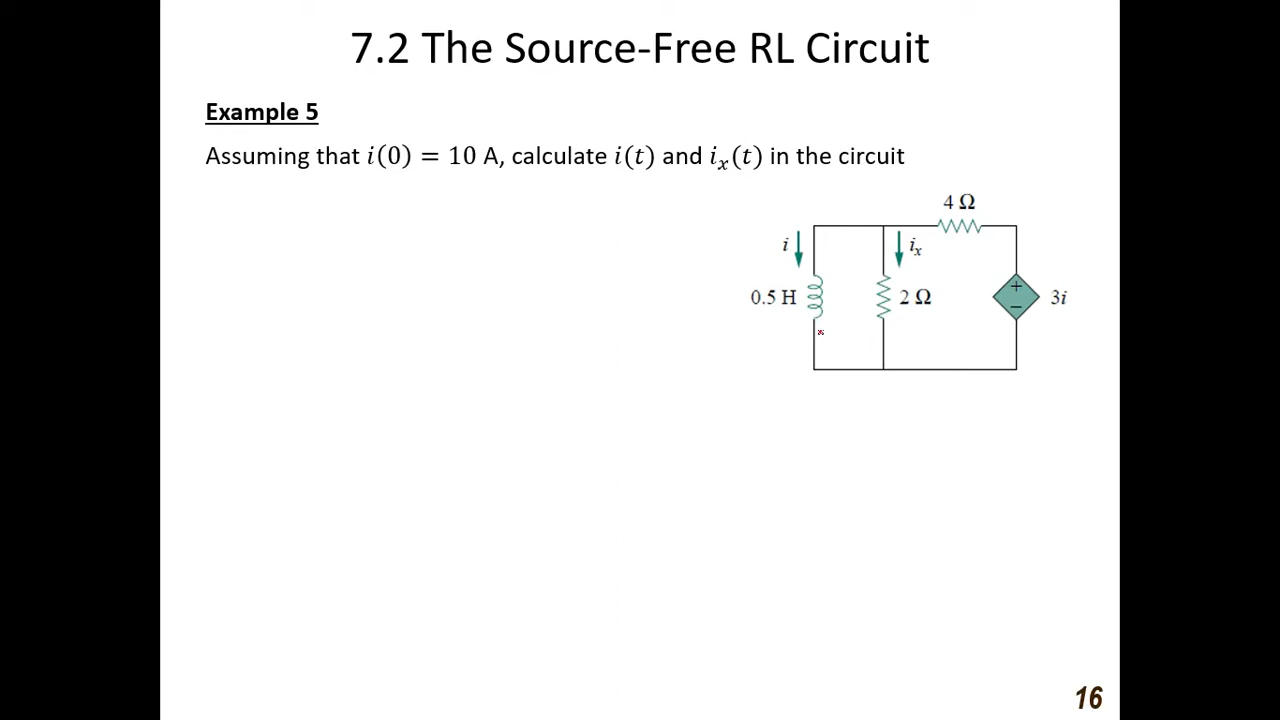 7.2 The Source-Free RL Circuit
Example 5
Assuming that i(0) = 10 A, calculate i(t) and iₓ(t) in the circuit
4 Ω
i
iₓ
0.5 H
2 Ω
+
−
3i
16